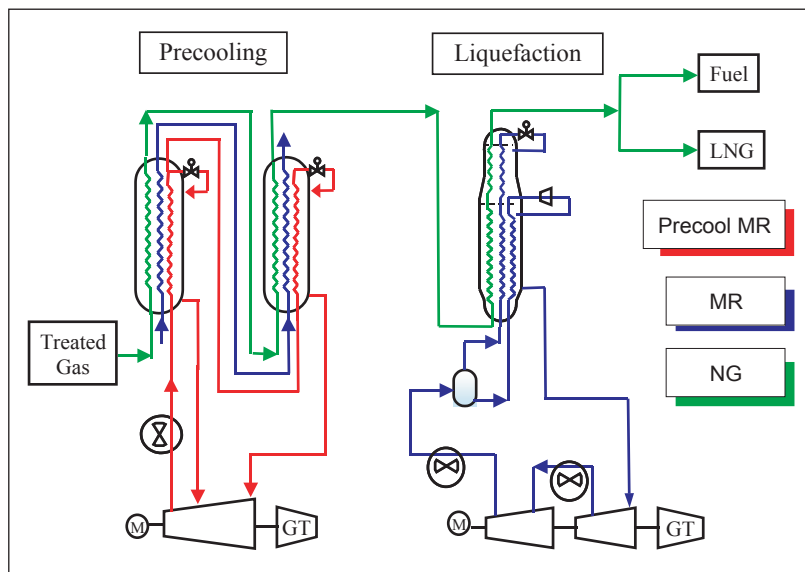 Precooling
Liquefaction
Fuel
LNG
Precool MR
MR
NG
Treated
Gas
M
GT
M
GT